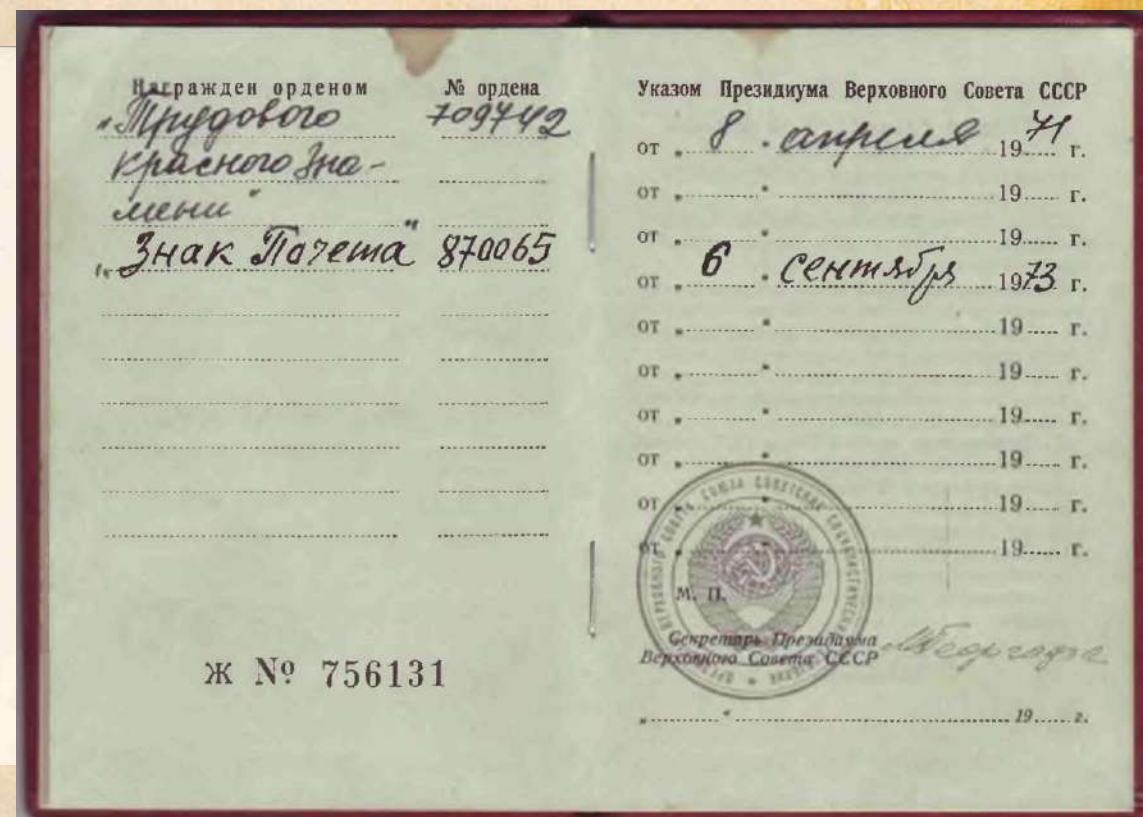 Награжден орденом
№ ордена
„Трудового
709742
красного Зна-
мени"
„Знак Почета" 870065
Ж № 756131
Указом Президиума Верховного Совета СССР
от „ 8 " апреля 1971 г.
от „ " 19 г.
от „ " 19 г.
от „ 6 " сентября 1973 г.
от „ " 19 г.
от „ " 19 г.
от „ " 19 г.
от „ " 19 г.
от „ " 19 г.
от „ " 19 г.
М. П.
Секретарь Президиума
Верховного Совета СССР
МГеоргадзе
„ " 19 г.